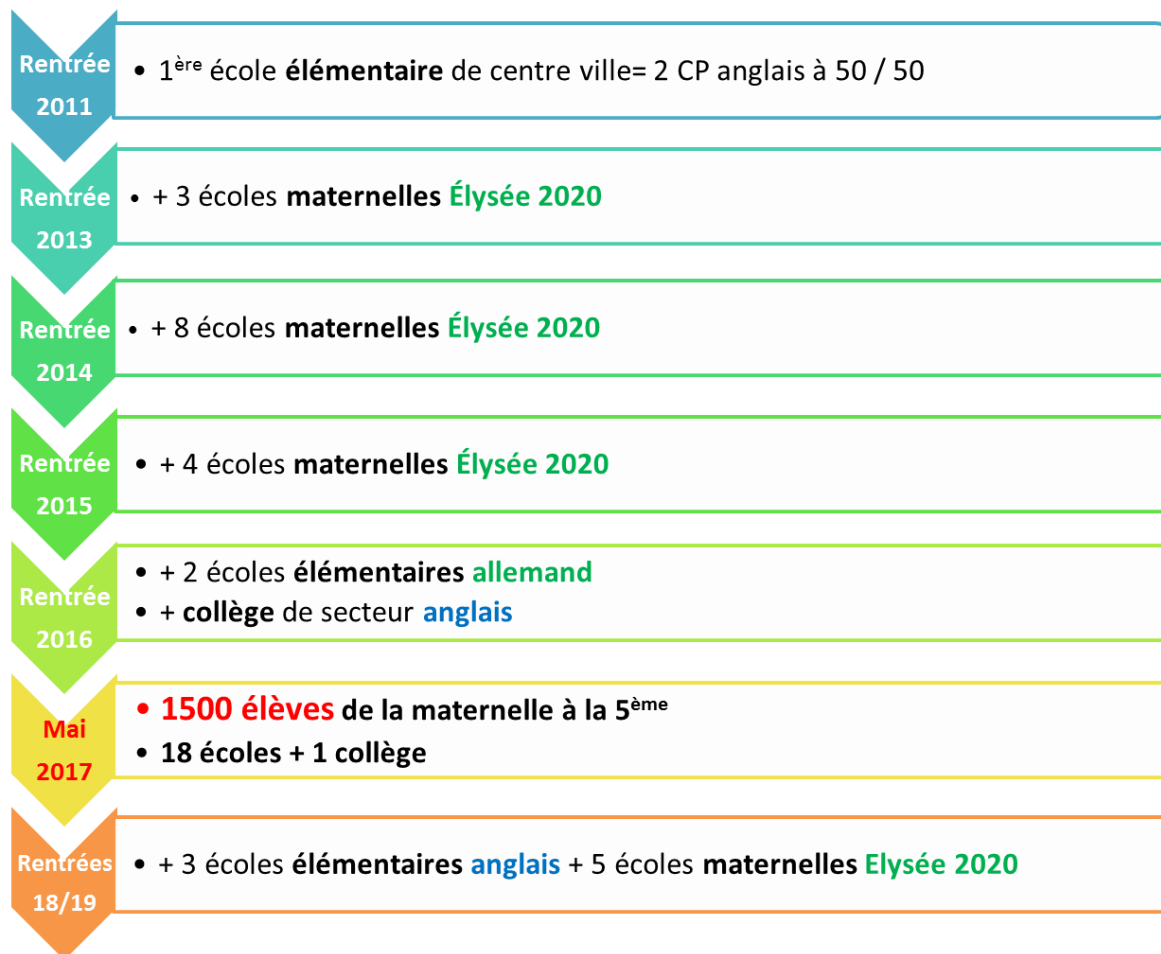 Rentrée
2011
• 1ère école élémentaire de centre ville= 2 CP anglais à 50 / 50
Rentrée
2013
• + 3 écoles maternelles Élysée 2020
Rentrée
2014
• + 8 écoles maternelles Élysée 2020
Rentrée
2015
• + 4 écoles maternelles Élysée 2020
Rentrée
2016
• + 2 écoles élémentaires allemand
• + collège de secteur anglais
Mai
2017
• 1500 élèves de la maternelle à la 5ème
• 18 écoles + 1 collège
Rentrées
18/19
• + 3 écoles élémentaires anglais + 5 écoles maternelles Elysée 2020